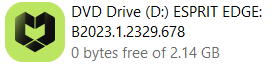 DVD Drive (D:) ESPRIT EDGE:
B2023.1.2329.678
0 bytes free of 2.14 GB